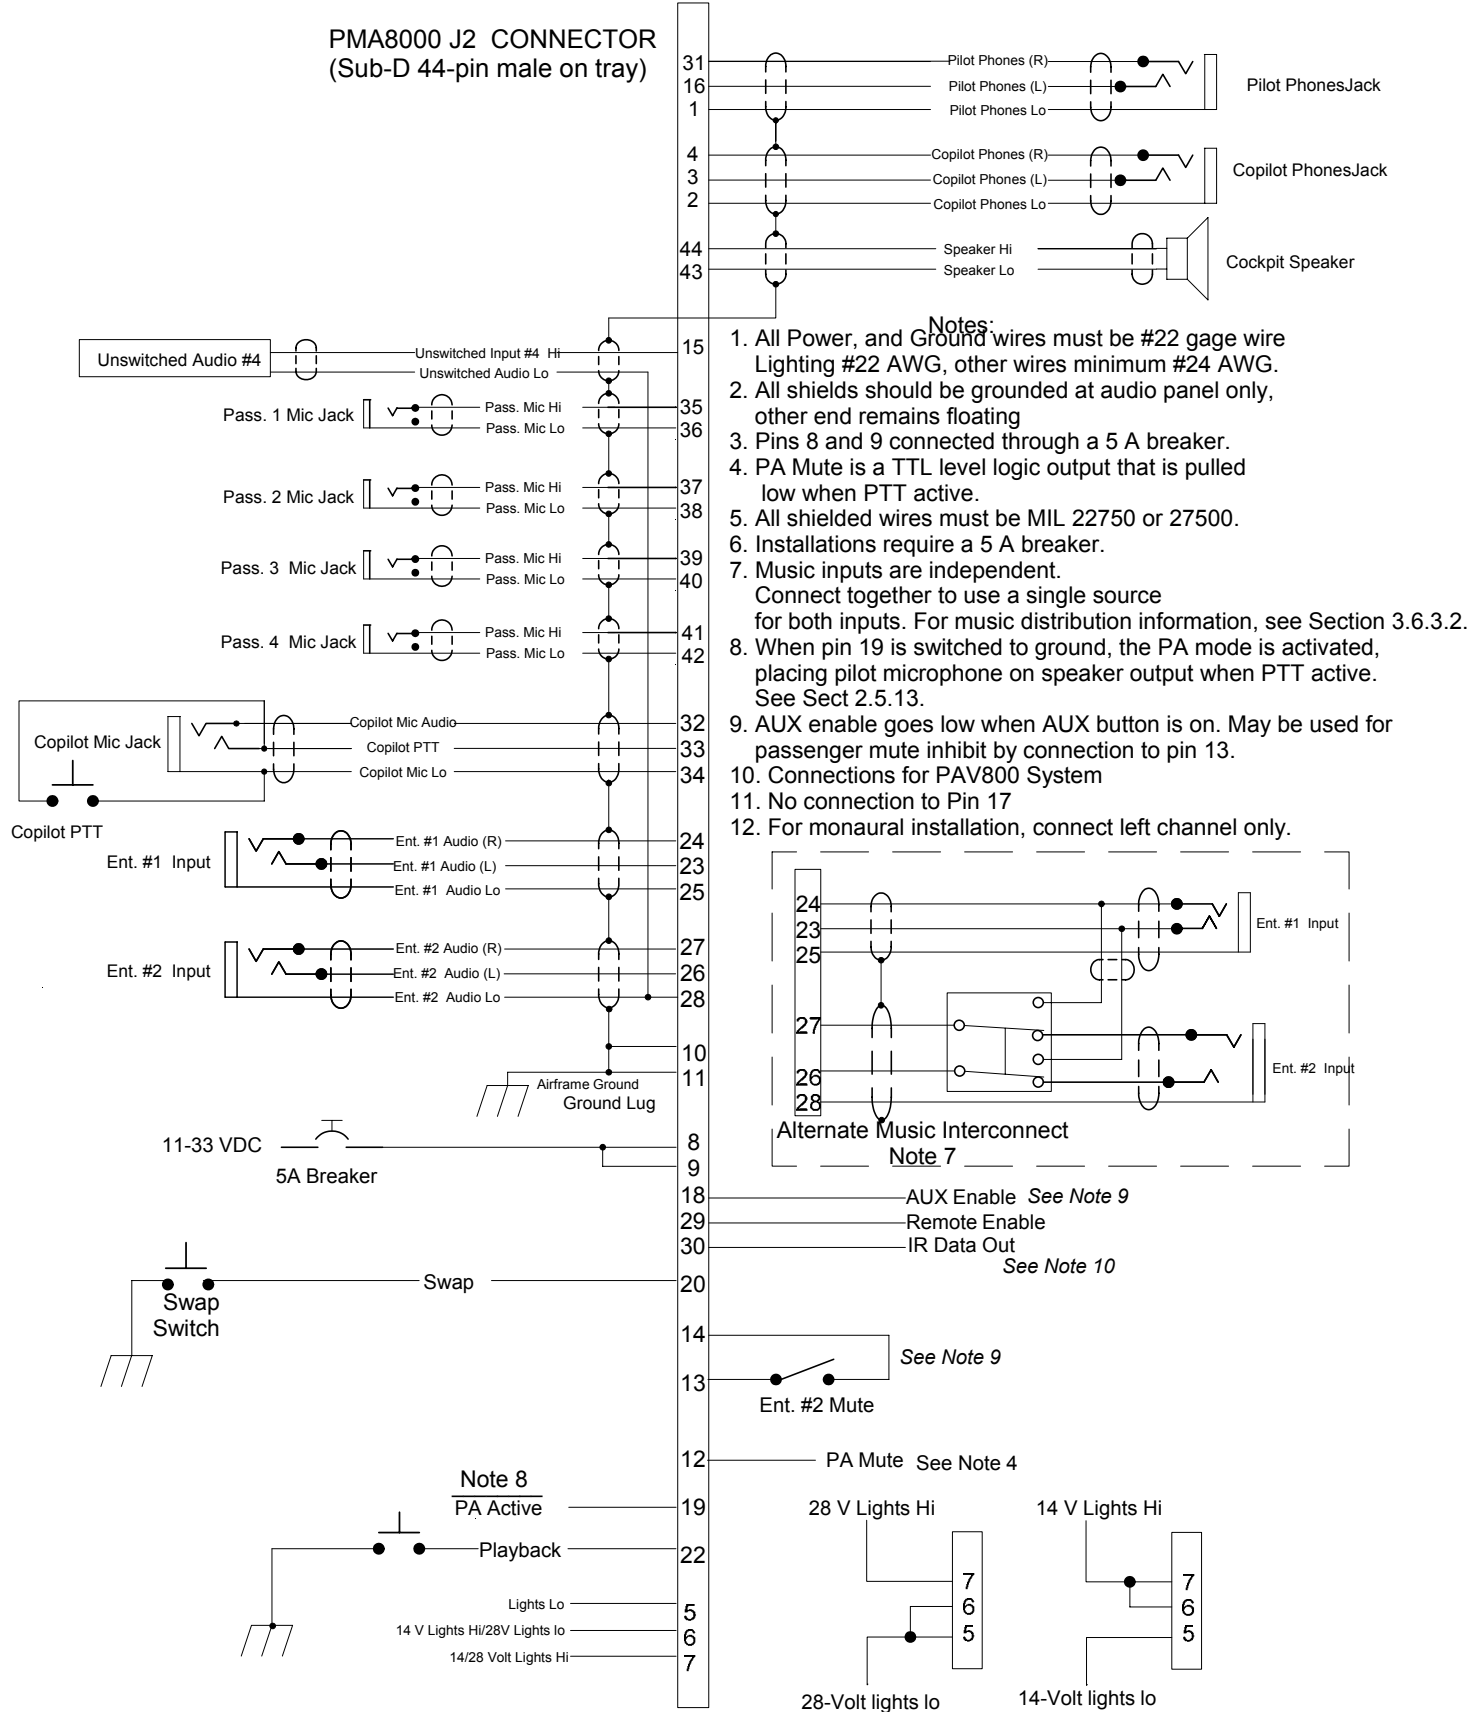 PMA8000 J2 CONNECTOR
(Sub-D 44-pin male on tray)
31
16
1
4
3
2
44
43
15
35
36
37
38
39
40
41
42
32
33
34
24
23
25
27
26
28
10
11
8
9
18
29
30
20
14
13
12
19
22
5
6
7
Pilot Phones (R)
Pilot Phones (L)
Pilot Phones Lo
Pilot PhonesJack
Copilot Phones (R)
Copilot Phones (L)
Copilot Phones Lo
Copilot PhonesJack
Speaker Hi
Speaker Lo
Cockpit Speaker
Unswitched Audio #4
Unswitched Input #4 Hi
Unswitched Audio Lo
Pass. 1 Mic Jack
Pass. Mic Hi
Pass. Mic Lo
Pass. 2 Mic Jack
Pass. Mic Hi
Pass. Mic Lo
Pass. 3 Mic Jack
Pass. Mic Hi
Pass. Mic Lo
Pass. 4 Mic Jack
Pass. Mic Hi
Pass. Mic Lo
Copilot Mic Jack
Copilot Mic Audio
Copilot PTT
Copilot Mic Lo
Copilot PTT
Ent. #1 Input
Ent. #1 Audio (R)
Ent. #1 Audio (L)
Ent. #1 Audio Lo
Ent. #2 Input
Ent. #2 Audio (R)
Ent. #2 Audio (L)
Ent. #2 Audio Lo
Airframe Ground
Ground Lug
11-33 VDC
5A Breaker
Swap
Swap
Switch
Note 8
PA Active
Playback
Lights Lo
14 V Lights Hi/28V Lights lo
14/28 Volt Lights Hi
Notes:
1. All Power, and Ground wires must be #22 gage wire
Lighting #22 AWG, other wires minimum #24 AWG.
2. All shields should be grounded at audio panel only,
other end remains floating
3. Pins 8 and 9 connected through a 5 A breaker.
4. PA Mute is a TTL level logic output that is pulled
low when PTT active.
5. All shielded wires must be MIL 22750 or 27500.
6. Installations require a 5 A breaker.
7. Music inputs are independent.
Connect together to use a single source
for both inputs. For music distribution information, see Section 3.6.3.2.
8. When pin 19 is switched to ground, the PA mode is activated,
placing pilot microphone on speaker output when PTT active.
See Sect 2.5.13.
9. AUX enable goes low when AUX button is on. May be used for
passenger mute inhibit by connection to pin 13.
10. Connections for PAV800 System
11. No connection to Pin 17
12. For monaural installation, connect left channel only.
24
23
25
27
26
28
Ent. #1 Input
Ent. #2 Input
Alternate Music Interconnect
Note 7
AUX Enable See Note 9
Remote Enable
IR Data Out
See Note 10
See Note 9
Ent. #2 Mute
PA Mute See Note 4
28 V Lights Hi
7
6
5
28-Volt lights lo
14 V Lights Hi
7
6
5
14-Volt lights lo